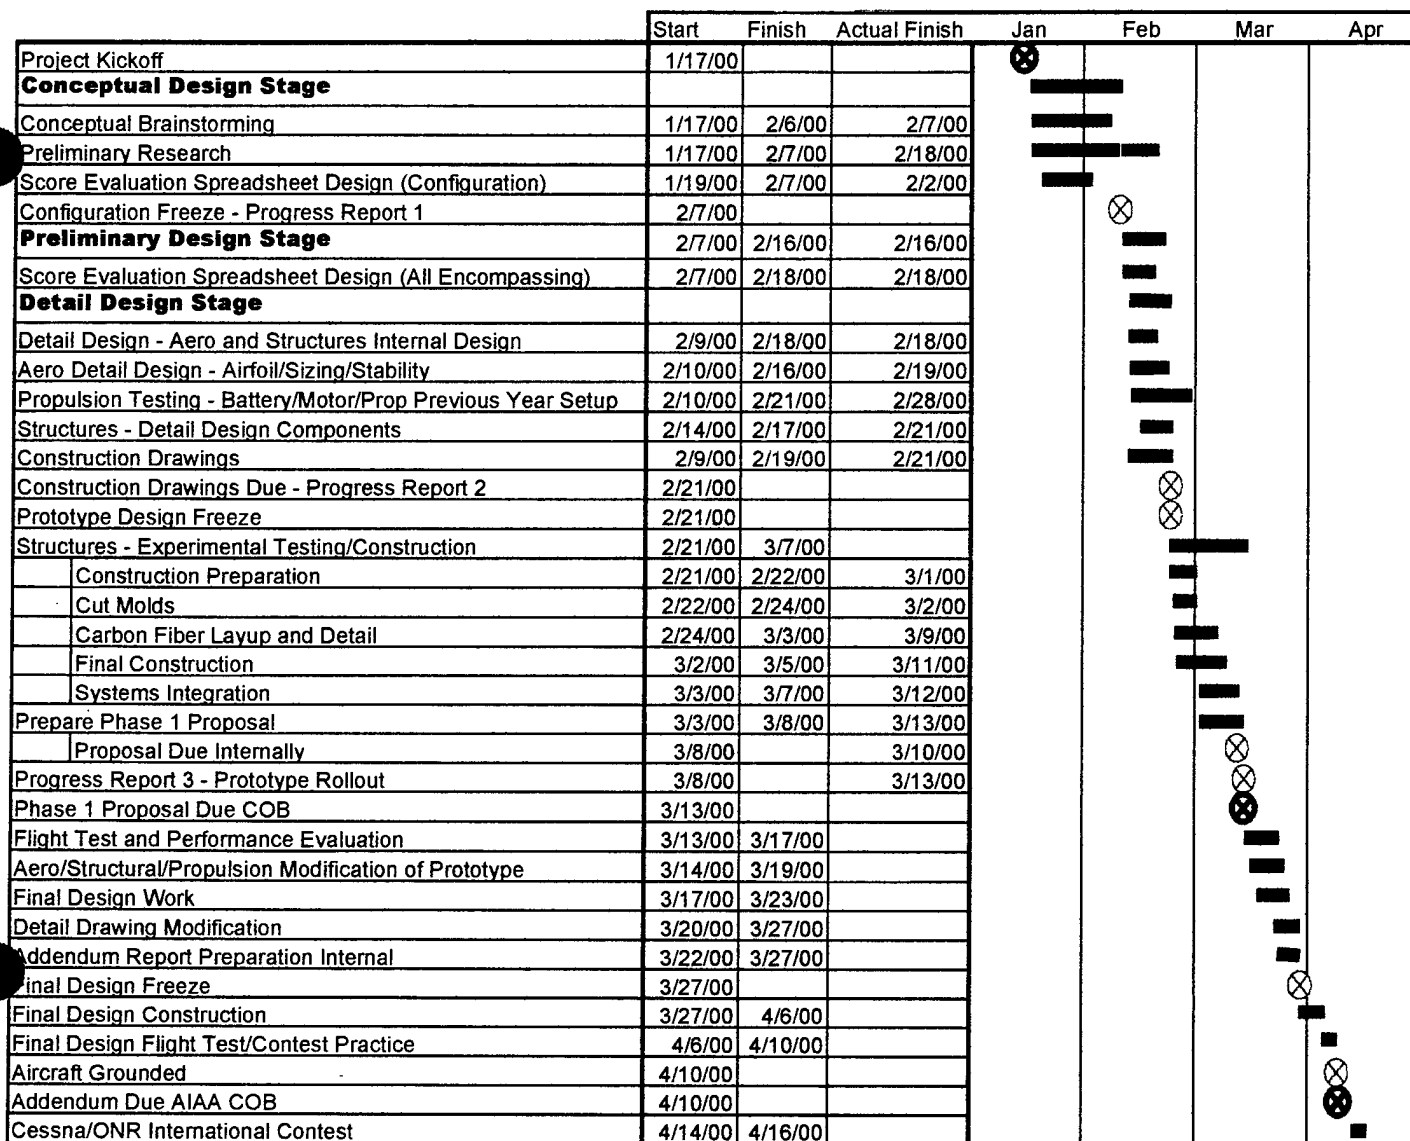 Start Finish Actual Finish Jan Feb Mar Apr
Project Kickoff 1/17/00
Conceptual Design Stage
Conceptual Brainstorming 1/17/00 2/6/00 2/7/00
Preliminary Research 1/17/00 2/7/00 2/18/00
Score Evaluation Spreadsheet Design (Configuration) 1/19/00 2/7/00 2/2/00
Configuration Freeze - Progress Report 1 2/7/00
Preliminary Design Stage 2/7/00 2/16/00 2/16/00
Score Evaluation Spreadsheet Design (All Encompassing) 2/7/00 2/18/00 2/18/00
Detail Design Stage
Detail Design - Aero and Structures Internal Design 2/9/00 2/18/00 2/18/00
Aero Detail Design - Airfoil/Sizing/Stability 2/10/00 2/16/00 2/19/00
Propulsion Testing - Battery/Motor/Prop Previous Year Setup 2/10/00 2/21/00 2/28/00
Structures - Detail Design Components 2/14/00 2/17/00 2/21/00
Construction Drawings 2/9/00 2/19/00 2/21/00
Construction Drawings Due - Progress Report 2 2/21/00
Prototype Design Freeze 2/21/00
Structures - Experimental Testing/Construction 2/21/00 3/7/00
Construction Preparation 2/21/00 2/22/00 3/1/00
Cut Molds 2/22/00 2/24/00 3/2/00
Carbon Fiber Layup and Detail 2/24/00 3/3/00 3/9/00
Final Construction 3/2/00 3/5/00 3/11/00
Systems Integration 3/3/00 3/7/00 3/12/00
Prepare Phase 1 Proposal 3/3/00 3/8/00 3/13/00
Proposal Due Internally 3/8/00 3/10/00
Progress Report 3 - Prototype Rollout 3/8/00 3/13/00
Phase 1 Proposal Due COB 3/13/00
Flight Test and Performance Evaluation 3/13/00 3/17/00
Aero/Structural/Propulsion Modification of Prototype 3/14/00 3/19/00
Final Design Work 3/17/00 3/23/00
Detail Drawing Modification 3/20/00 3/27/00
Addendum Report Preparation Internal 3/22/00 3/27/00
Final Design Freeze 3/27/00
Final Design Construction 3/27/00 4/6/00
Final Design Flight Test/Contest Practice 4/6/00 4/10/00
Aircraft Grounded 4/10/00
Addendum Due AIAA COB 4/10/00
Cessna/ONR International Contest 4/14/00 4/16/00